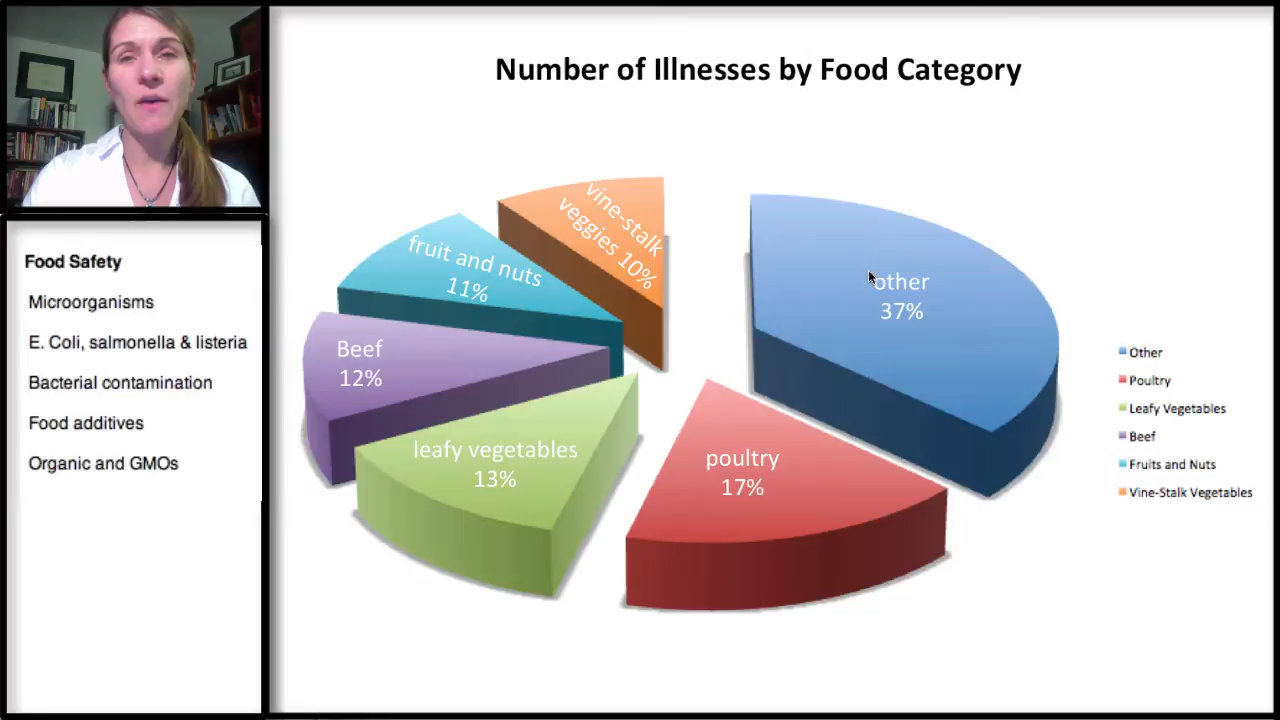 Number of Illnesses by Food Category
Food Safety
Microorganisms
E. Coli, salmonella & listeria
Bacterial contamination
Food additives
Organic and GMOs
vine-stalk
veggies 10%
fruit and nuts
11%
Beef
12%
leafy vegetables
13%
poultry
17%
other
37%
Other
Poultry
Leafy Vegetables
Beef
Fruits and Nuts
Vine-Stalk Vegetables